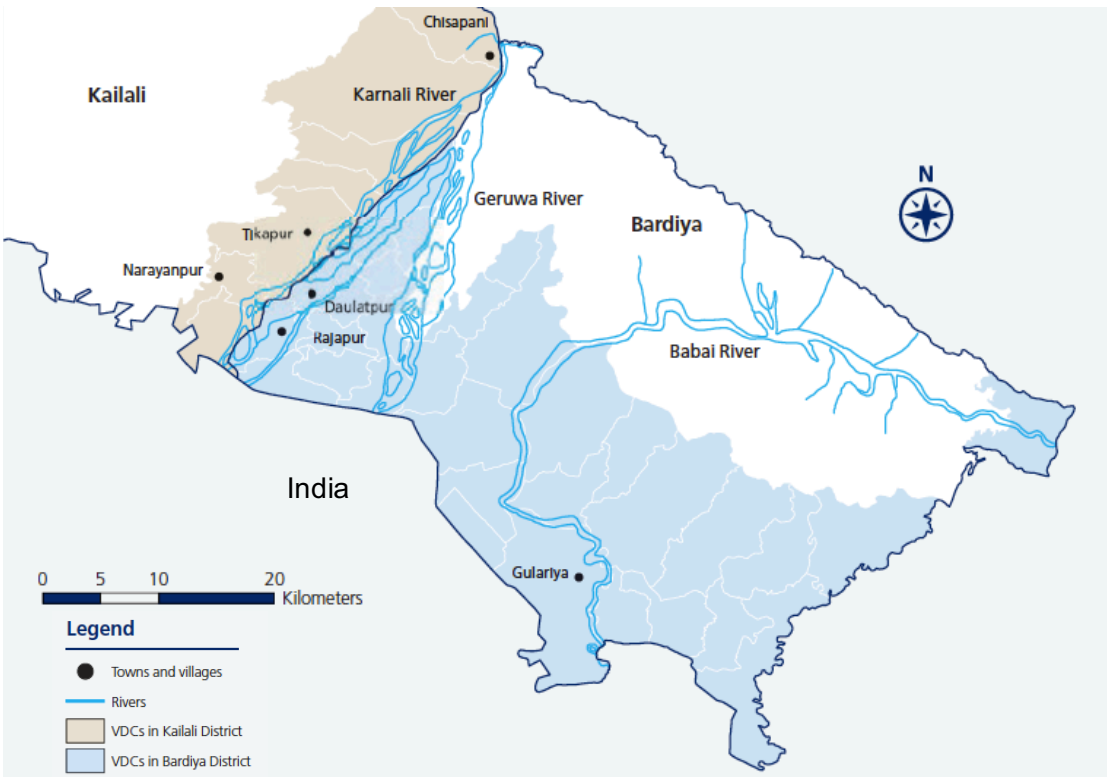 Chisapani
Kailali
Karnali River
N
Geruwa River
Bardiya
Tikapur
Narayanpur
Daulatpur
Rajapur
Babai River
India
Gulariya
0 5 10 20
Kilometers
Legend
Towns and villages
Rivers
VDCs in Kailali District
VDCs in Bardiya District